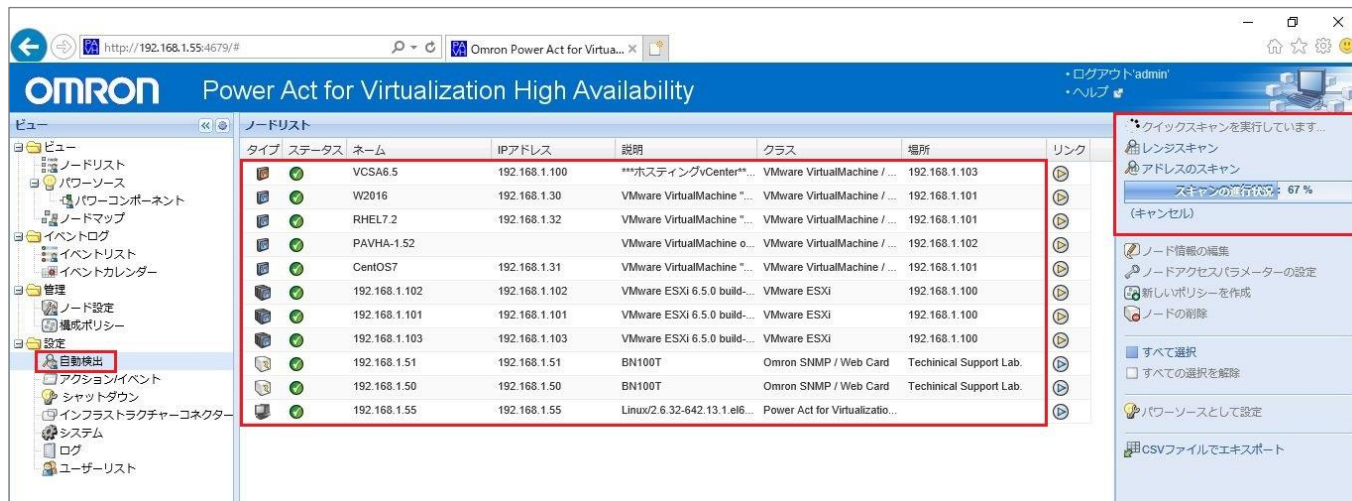 http://192.168.1.55:4679/#
Omron Power Act for Virtua...
OMRON Power Act for Virtualization High Availability
・ログアウト'admin'
・ヘルプ
ビュー
ビュー
ノードリスト
パワーソース
パワーコンポーネント
ノードマップ
イベントログ
イベントリスト
イベントカレンダー
管理
ノード設定
構成ポリシー
設定
自動検出
アクション/イベント
シャットダウン
インフラストラクチャーコネクター
システム
ログ
ユーザーリスト
ノードリスト
タイプ ステータス ネーム IPアドレス 説明 クラス 場所 リンク
VCSA6.5 192.168.1.100 ***ホスティングvCenter**... VMware VirtualMachine / ... 192.168.1.103
W2016 192.168.1.30 VMware VirtualMachine "... VMware VirtualMachine / ... 192.168.1.101
RHEL7.2 192.168.1.32 VMware VirtualMachine "... VMware VirtualMachine / ... 192.168.1.101
PAVHA-1.52 VMware VirtualMachine o... VMware VirtualMachine / ... 192.168.1.102
CentOS7 192.168.1.31 VMware VirtualMachine "... VMware VirtualMachine / ... 192.168.1.101
192.168.1.102 192.168.1.102 VMware ESXi 6.5.0 build-... VMware ESXi 192.168.1.100
192.168.1.101 192.168.1.101 VMware ESXi 6.5.0 build-... VMware ESXi 192.168.1.100
192.168.1.103 192.168.1.103 VMware ESXi 6.5.0 build-... VMware ESXi 192.168.1.100
192.168.1.51 192.168.1.51 BN100T Omron SNMP / Web Card Techinical Support Lab.
192.168.1.50 192.168.1.50 BN100T Omron SNMP / Web Card Techinical Support Lab.
192.168.1.55 192.168.1.55 Linux/2.6.32-642.13.1.el6... Power Act for Virtualizatio...
クイックスキャンを実行しています...
レンジスキャン
アドレスのスキャン
スキャンの進行状況: 67 %
(キャンセル)
ノード情報の編集
ノードアクセスパラメーターの設定
新しいポリシーを作成
ノードの削除
すべて選択
すべての選択を解除
パワーソースとして設定
CSVファイルでエキスポート